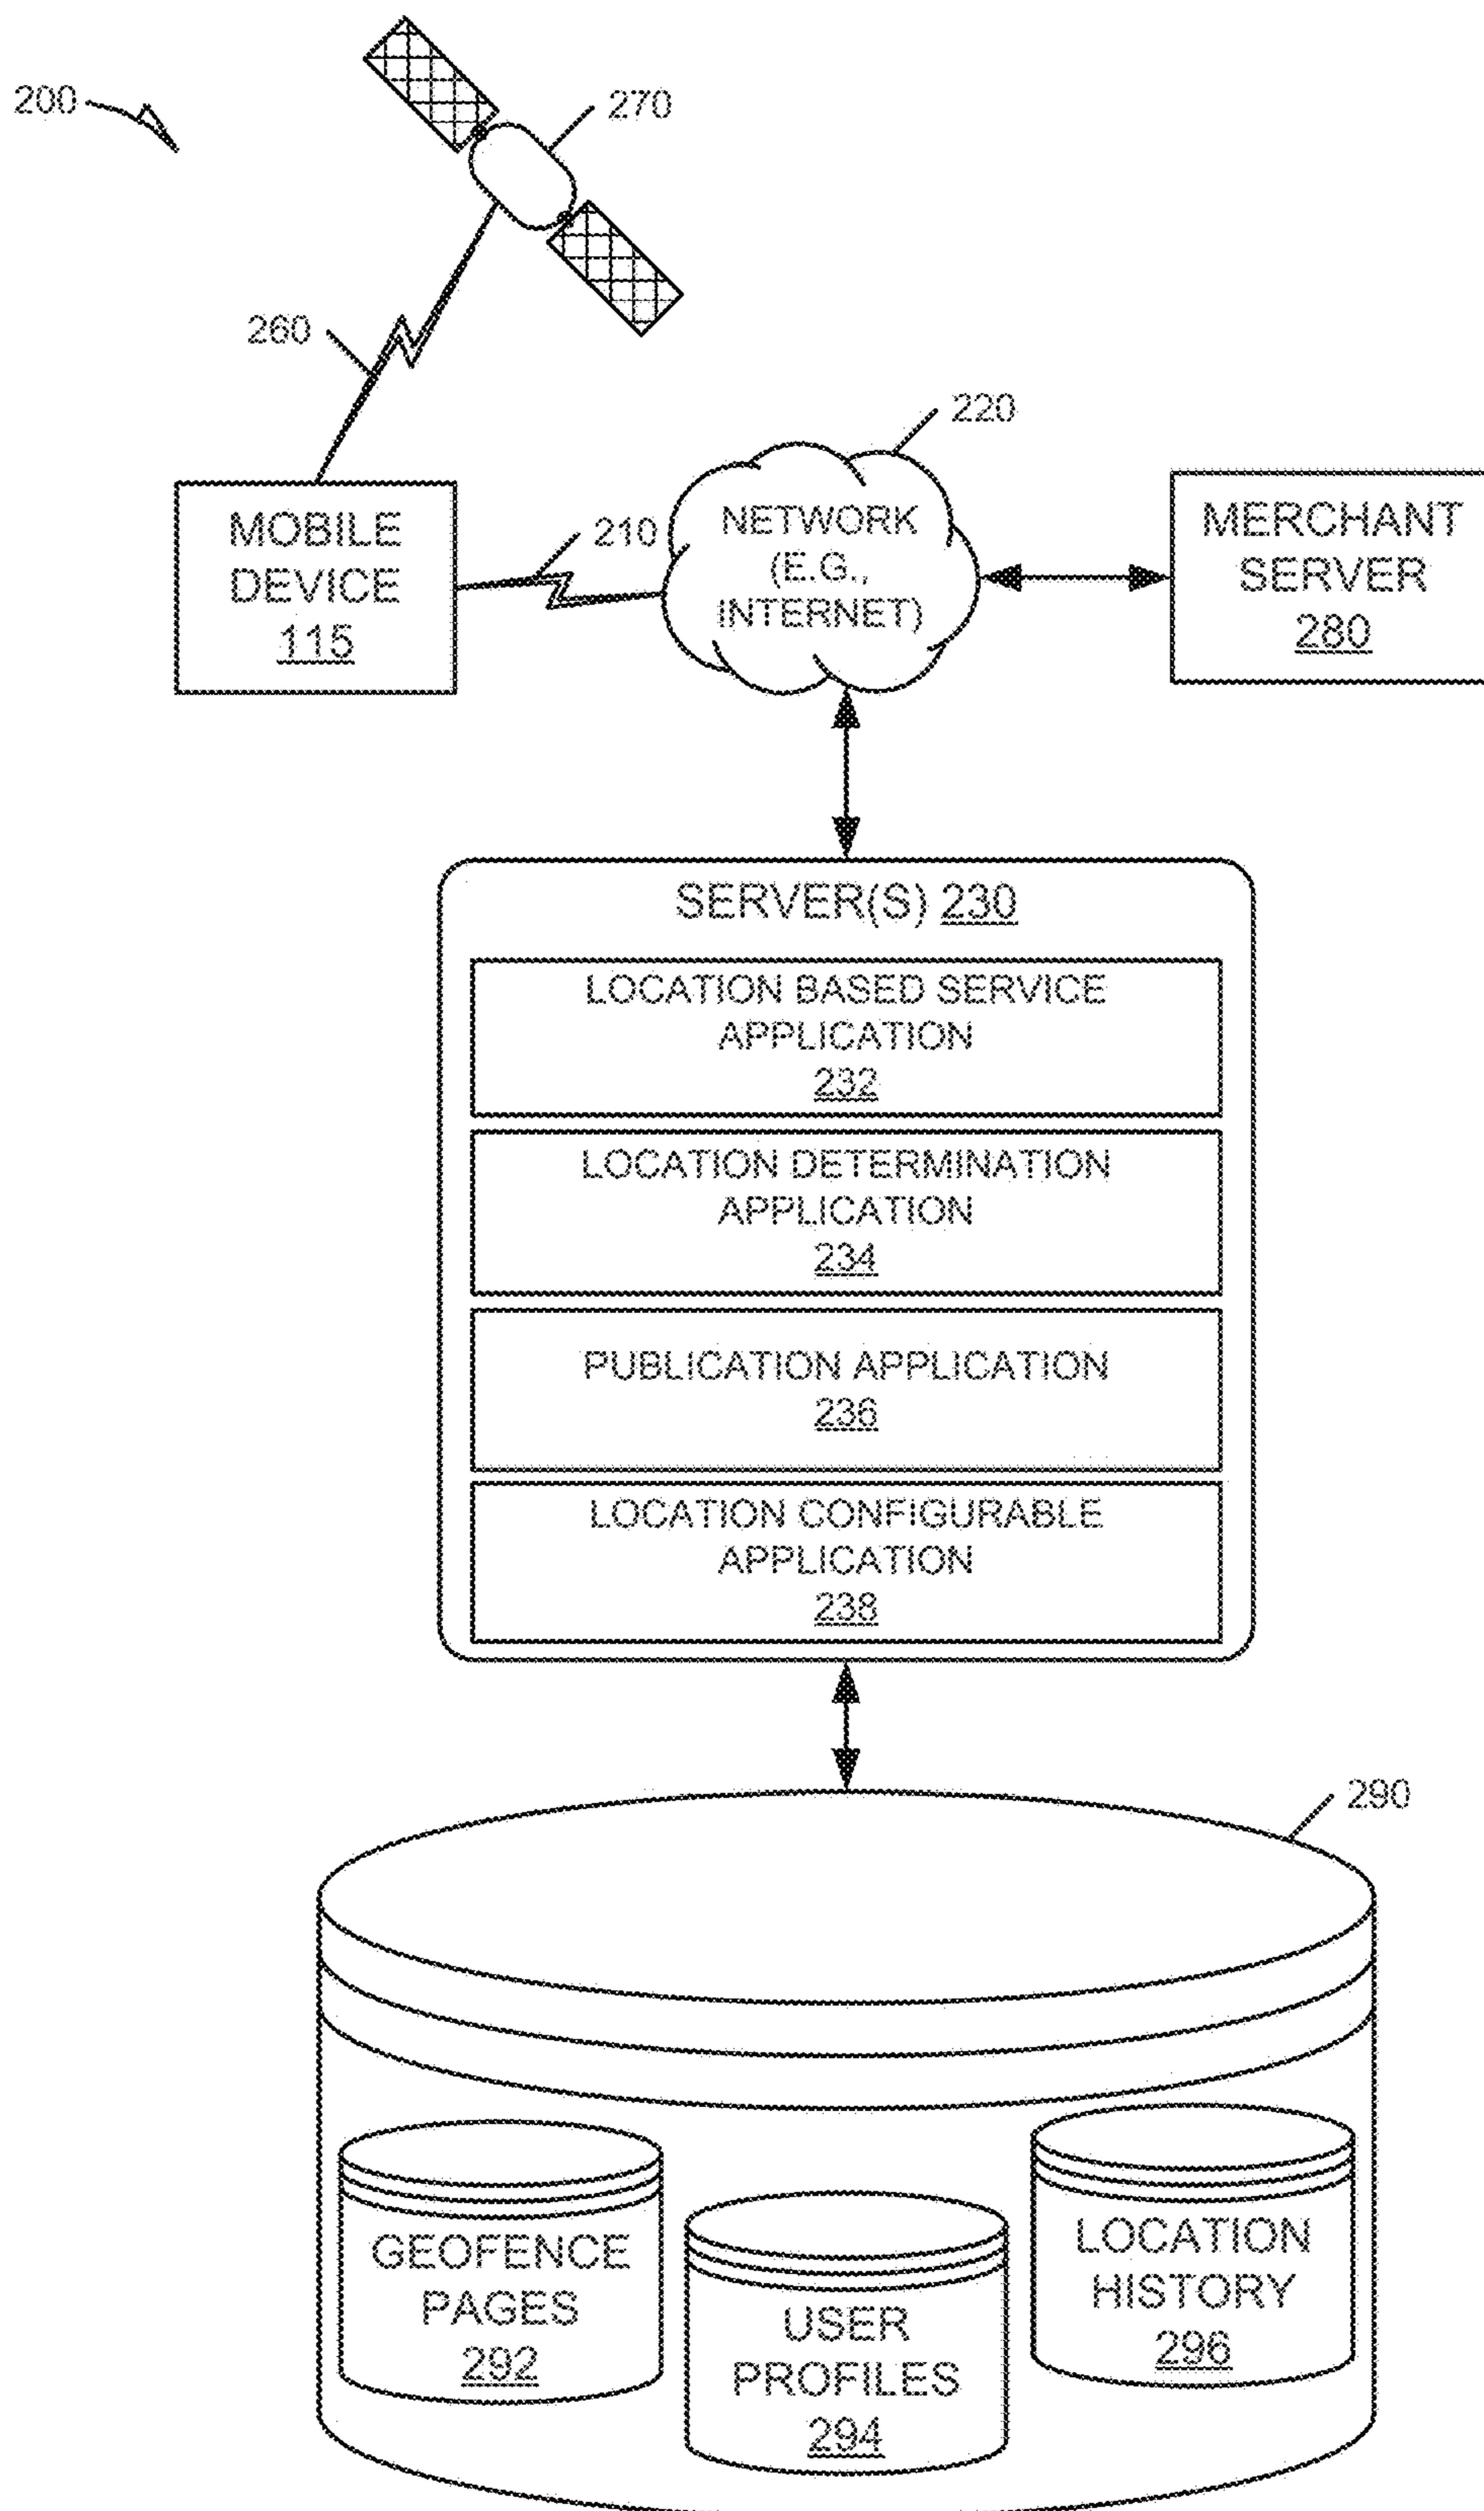 200
270
260
220
MOBILE
DEVICE
115
210
NETWORK
(E.G.,
INTERNET)
MERCHANT
SERVER
280
SERVER(S) 230
LOCATION BASED SERVICE
APPLICATION
232
LOCATION DETERMINATION
APPLICATION
234
PUBLICATION APPLICATION
236
LOCATION CONFIGURABLE
APPLICATION
238
290
GEOFENCE
PAGES
292
USER
PROFILES
294
LOCATION
HISTORY
296